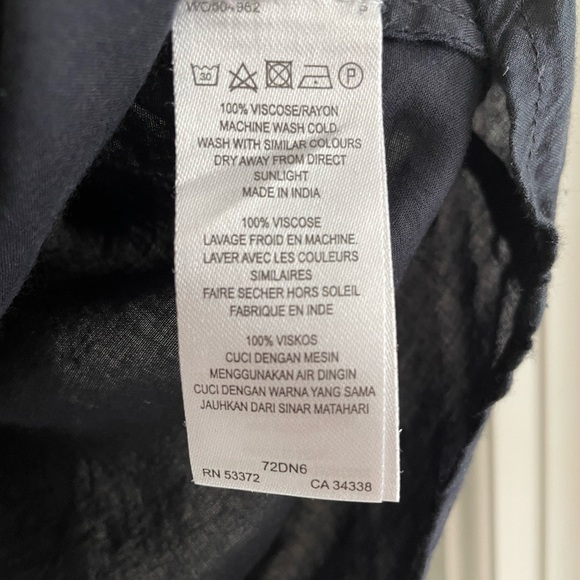 30 P
100% VISCOSE/RAYON
MACHINE WASH COLD
WASH WITH SIMILAR COLOURS
DRY AWAY FROM DIRECT
SUNLIGHT
MADE IN INDIA
100% VISCOSE
LAVAGE FROID EN MACHINE.
LAVER AVEC LES COULEURS
SIMILAIRES
FAIRE SECHER HORS SOLEIL
FABRIQUE EN INDE
100% VISKOS
CUCI DENGAN MESIN
MENGGUNAKAN AIR DINGIN
CUCI DENGAN WARNA YANG SAMA
JAUHKAN DARI SINAR MATAHARI
72DN6
RN 53372 CA 34338